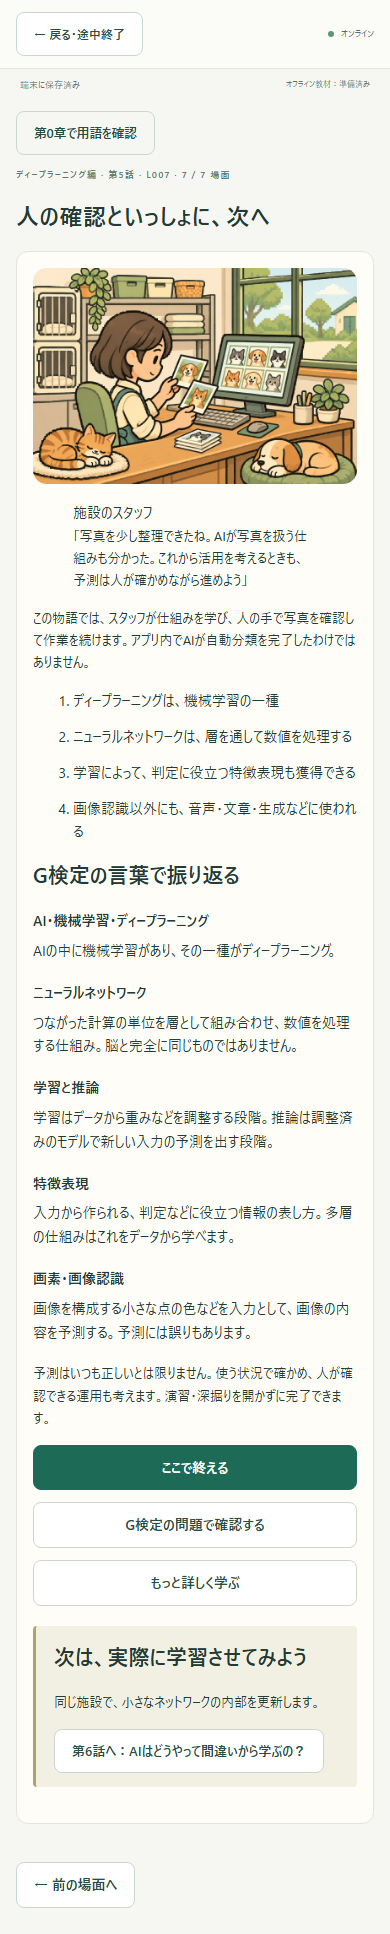 ← 戻る・途中終了
オンライン
端末に保存済み
オフライン教材：準備済み
第0章で用語を確認
ディープラーニング編 · 第5話 · L007 · 7 / 7 場面
人の確認といっしょに、次へ
施設のスタッフ
「写真を少し整理できたね。AIが写真を扱う仕
組みも分かった。これから活用を考えるときも、
予測は人が確かめながら進めよう」
この物語では、スタッフが仕組みを学び、人の手で写真を確認し
て作業を続けます。アプリ内でAIが自動分類を完了したわけでは
ありません。
1. ディープラーニングは、機械学習の一種
2. ニューラルネットワークは、層を通して数値を処理する
3. 学習によって、判定に役立つ特徴表現も獲得できる
4. 画像認識以外にも、音声・文章・生成などに使われ
る
G検定の言葉で振り返る
AI・機械学習・ディープラーニング
AIの中に機械学習があり、その一種がディープラーニング。
ニューラルネットワーク
つながった計算の単位を層として組み合わせ、数値を処理
する仕組み。脳と完全に同じものではありません。
学習と推論
学習はデータから重みなどを調整する段階。推論は調整済
みのモデルで新しい入力の予測を出す段階。
特徴表現
入力から作られる、判定などに役立つ情報の表し方。多層
の仕組みはこれをデータから学べます。
画素・画像認識
画像を構成する小さな点の色などを入力として、画像の内
容を予測する。予測には誤りもあります。
予測はいつも正しいとは限りません。使う状況で確かめ、人が確
認できる運用も考えます。演習・深掘りを開かずに完了できま
す。
ここで終える
G検定の問題で確認する
もっと詳しく学ぶ
次は、実際に学習させてみよう
同じ施設で、小さなネットワークの内部を更新します。
第6話へ：AIはどうやって間違いから学ぶの？
← 前の場面へ